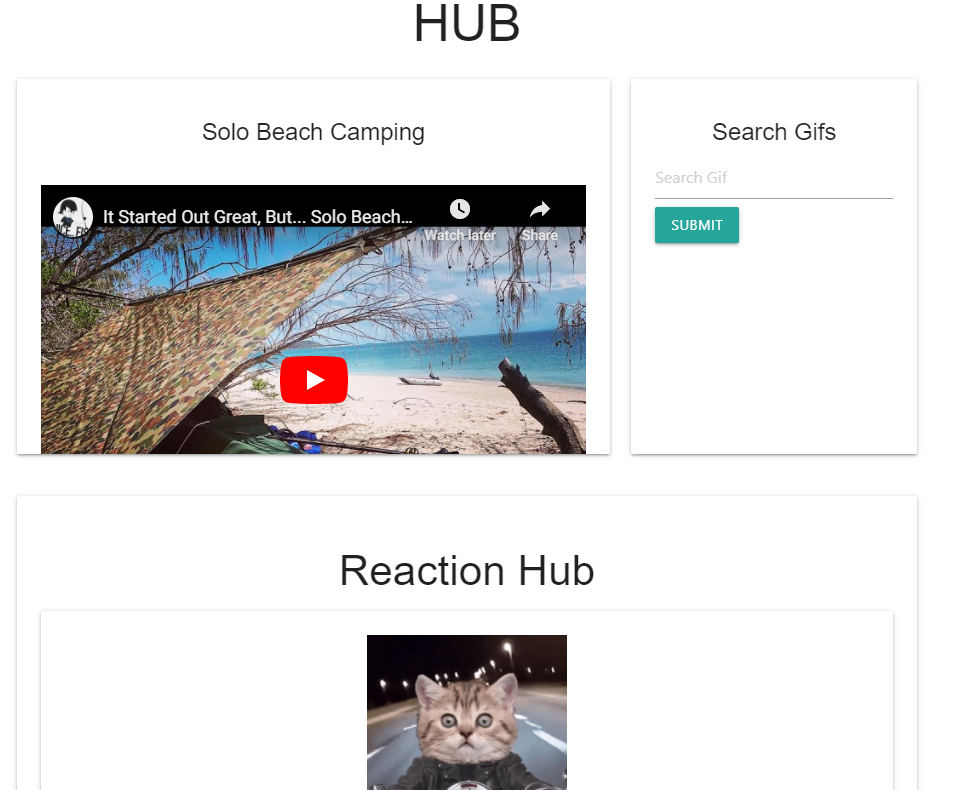 HUB
Solo Beach Camping
It Started Out Great, But... Solo Beach...
Watch later
Share
Search Gifs
Search Gif
SUBMIT
Reaction Hub